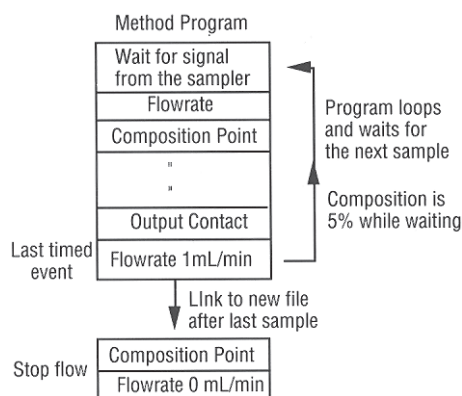 Method Program
Wait for signal
from the sampler
Flowrate
Composition Point
"
"
Output Contact
Last timed
event
Flowrate 1mL/min
Program loops
and waits for
the next sample
Composition is
5% while waiting
LInk to new file
after last sample
Stop flow
Composition Point
Flowrate 0 mL/min